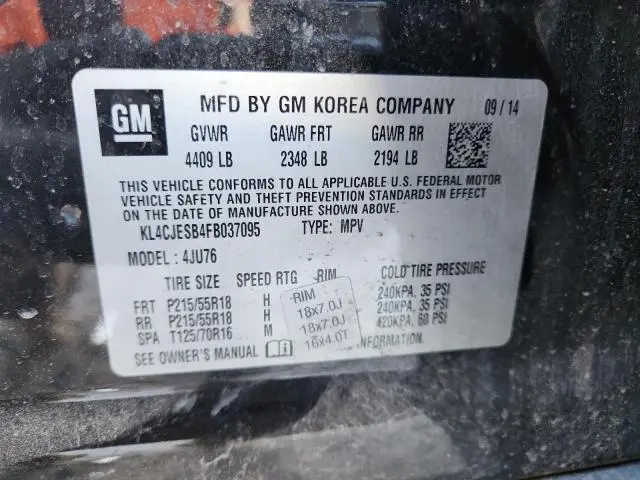 GM
MFD BY GM KOREA COMPANY 09 / 14
GVWR GAWR FRT GAWR RR
4409 LB 2348 LB 2194 LB
THIS VEHICLE CONFORMS TO ALL APPLICABLE U.S. FEDERAL MOTOR
VEHICLE SAFETY AND THEFT PREVENTION STANDARDS IN EFFECT
ON THE DATE OF MANUFACTURE SHOWN ABOVE.
KL4CJESB4FB037095 TYPE: MPV
MODEL : 4JU76
TIRE SIZE SPEED RTG RIM COLD TIRE PRESSURE
FRT P215/55R18 H 240KPA, 35 PSI
RR P215/55R18 H 240KPA, 35 PSI
SPA T125/70R16 M 420KPA, 60 PSI
RIM
18x7.0J
18x7.0J
16x4.0T
SEE OWNER'S MANUAL INFORMATION.